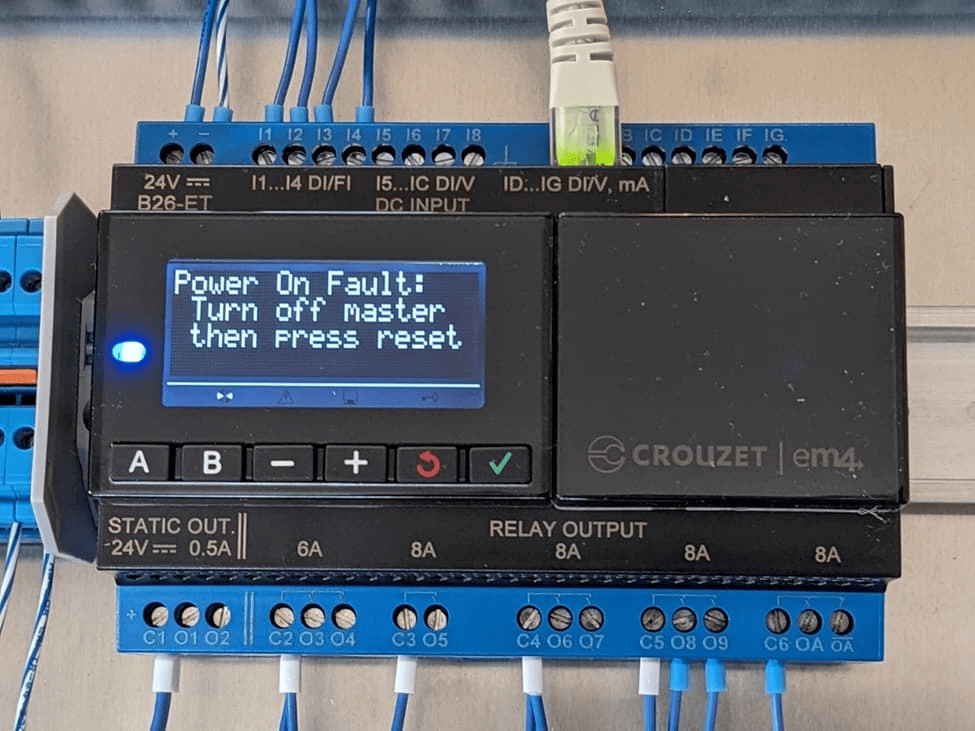 + − I1 I2 I3 I4 I5 I6 I7 I8 B IC ID IE IF IG.
24V I1...I4 DI/FI I5...IC DI/V ID...IG DI/V, mA
B26-ET DC INPUT
Power On Fault:
Turn off master
then press reset
A B − +
CROUZET | em4
STATIC OUT. RELAY OUTPUT
24V 0.5A 6A 8A 8A 8A 8A
+
C1 O1 O2 C2 O3 O4 C3 O5 C4 O6 O7 C5 O8 O9 C6 OA OA